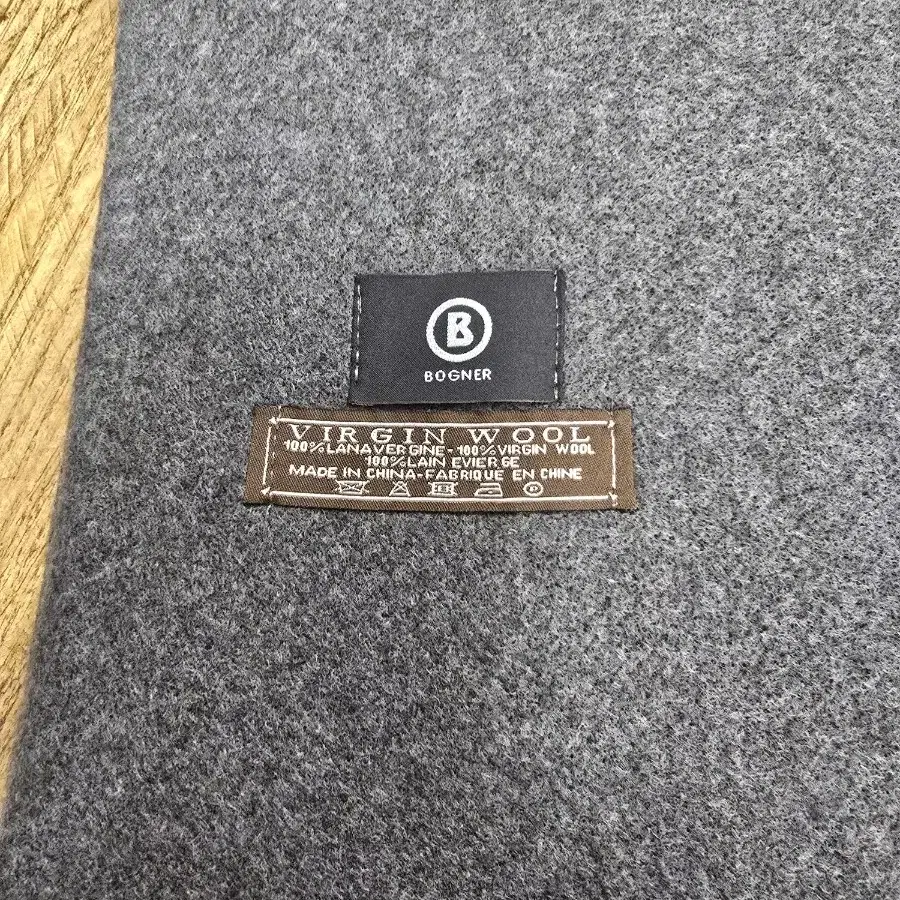 B
BOGNER
VIRGIN WOOL
100%LANAVERGINE-100%VIRGIN WOOL
100%LAIN EVIERGE
MADE IN CHINA-FABRIQUE EN CHINE
P